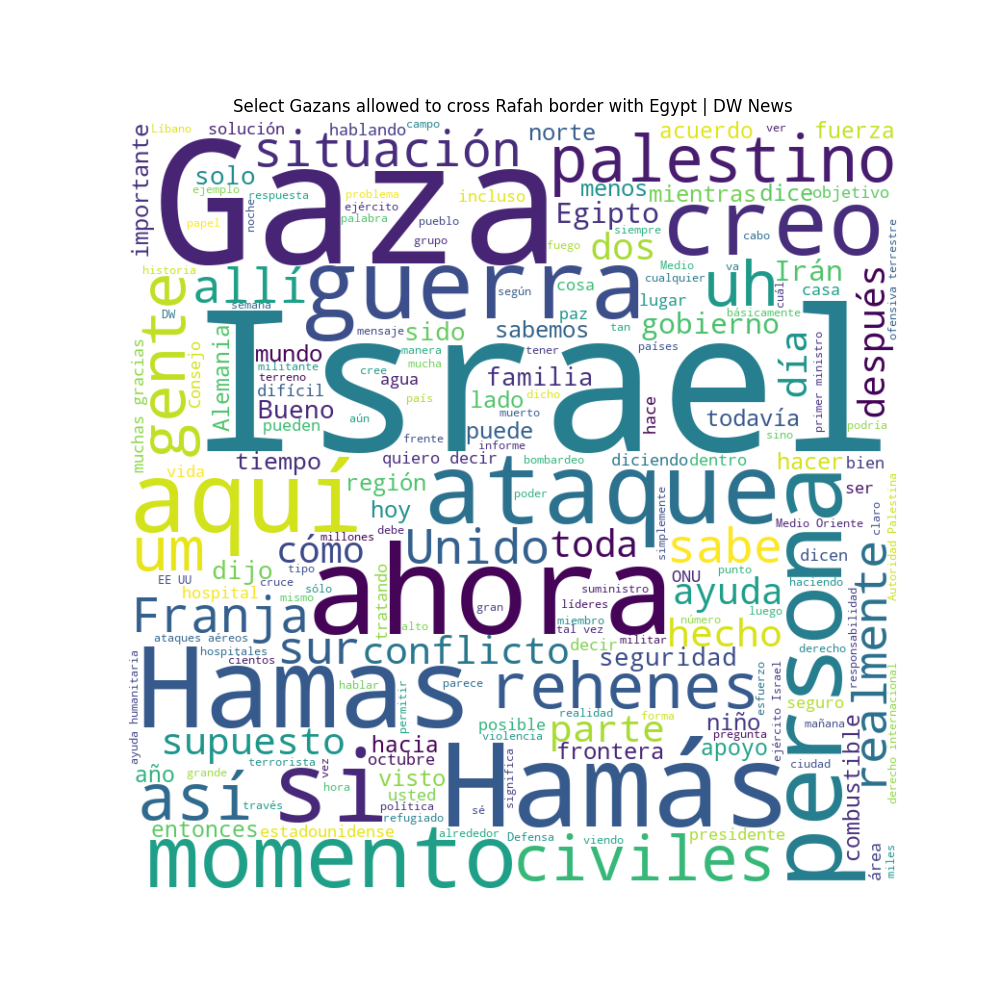 Select Gazans allowed to cross Rafah border with Egypt | DW News
importante
Líbano
solución
hablando
campo
norte
acuerdo
ver
fuerza
Gaza
situación
palestino
solo
ejemplo
respuesta
papel
noche
problema
ejército
palabra
pueblo
grupo
incluso
menos
mientras
dice
objetivo
Egipto
siempre
fuego
dos
creo
cabo
ofensiva terrestre
historia
gente
DW
allí
semana
guerra
según
cosa
paz
tan
Medio
cualquier
lugar
va
uh
cuál
Irán
casa
después
básicamente
gobierno
países
muchas gracias
Consejo
Alemania
Israel
mundo
militante
terreno
difícil
Bueno
pueden
mensaje
manera
cree
mucha
agua
aún
país
sido
sabemos
tener
familia
dicho
lado
muerto
puede
frente
informe
hace
todavía
día
primer ministro
podría
sino
vida
tiempo
quiero decir
bombardeo
diciendo
dentro
hacer
bien
aquí
región
hoy
ataque
poder
simplemente
persona
ser
Medio Oriente
claro
Autoridad Palestina
um
cómo
millones
debe
Unido
toda
sabe
dicen
EE UU
dijo
tipo
cruce
sólo
hospital
mismo
tratando
ahora
gran
suministro
ONU
líderes
miembro
tal vez
militar
punto
ayuda
haciendo
luego
número
Franja
alto
hecho
derecho
responsabilidad
realmente
ataques aéreos
hospitales
cientos
sur
conflicto
decir
seguridad
ayuda humanitaria
Hamas
hablar
permitir
parece
rehenes
esfuerzo
ejército Israel
seguro
derecho internacional
realidad
forma
posible
violencia
parte
niño
pregunta
mañana
supuesto
terrorista
vez
hacia
octubre
frontera
apoyo
ciudad
combustible
año
grande
así
través
si
hora
visto
usted
política
refugiado
sé
significa
Hamás
entonces
estadounidense
alrededor
Defensa
viendo
presidente
momento
civiles
área
miles